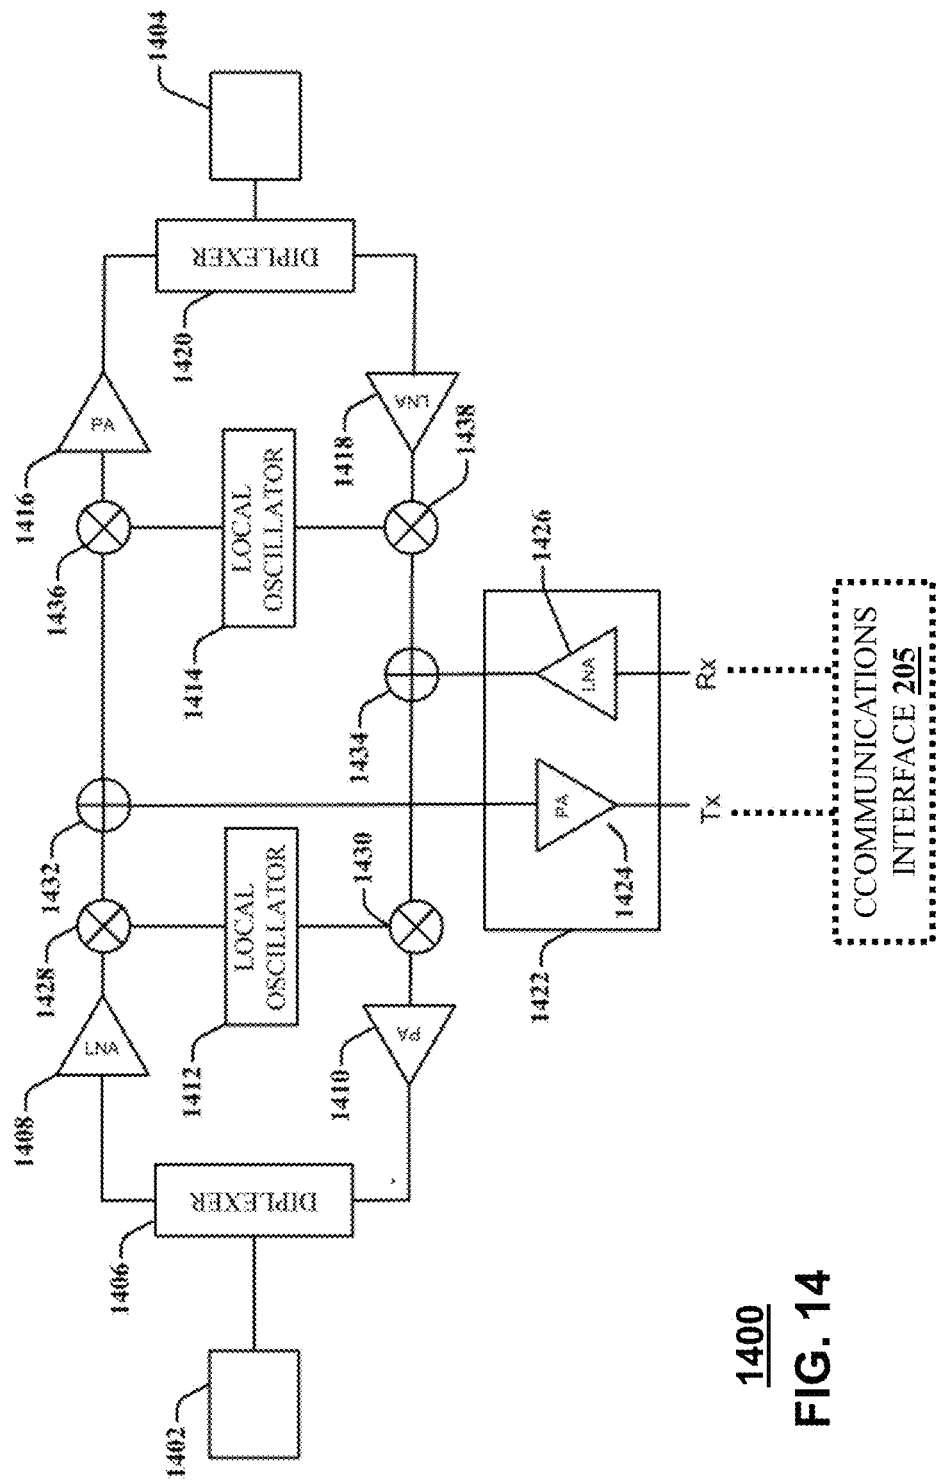 1404
DIPLEXER
1420
PA
1416
LNA
1418
1438
1436
LOCAL
OSCILLATOR
1414
1434
1426
LNA
Rx
1432
LOCAL
OSCILLATOR
1412
1430
1428
PA
1424
Tx
1422
CCOMMUNICATIONS
INTERFACE 205
LNA
1408
PA
1410
DIPLEXER
1406
1402
1400
FIG. 14